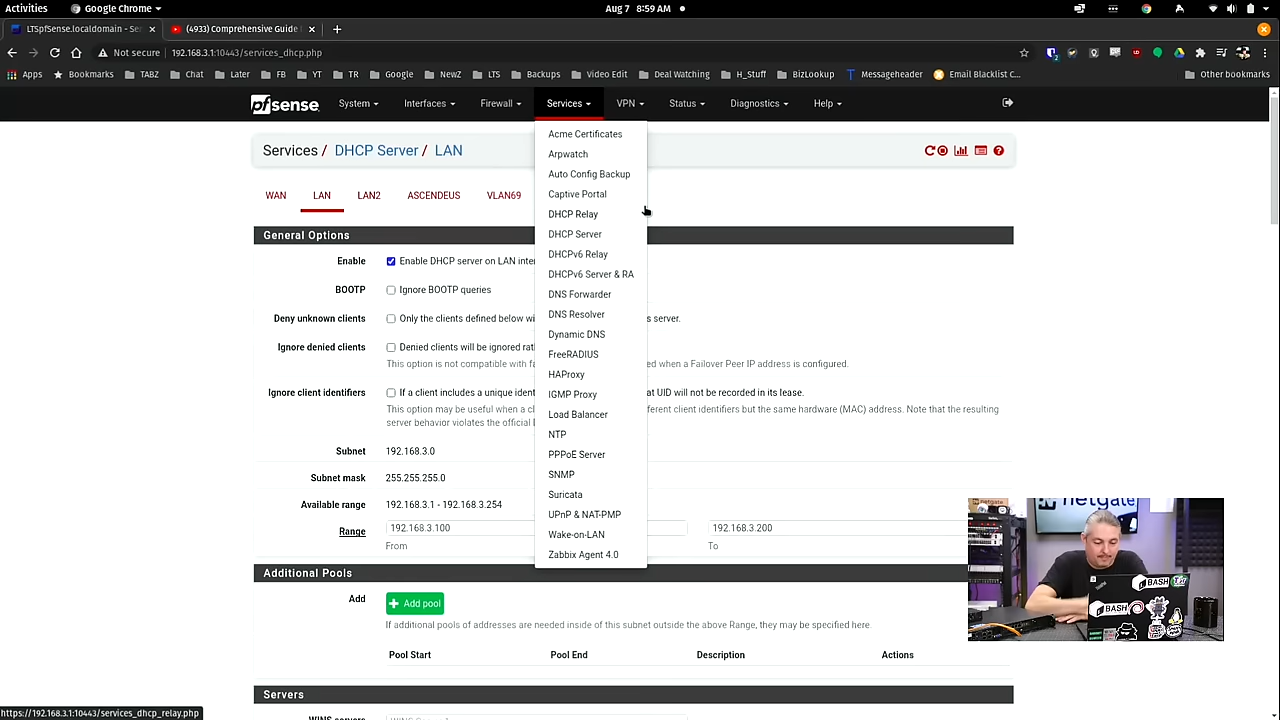 Activities
Google Chrome
Aug 7 8:59 AM
LTSpfSense.localdomain - Se
(4933) Comprehensive Guide
Not secure
192.168.3.1:10443/services_dhcp.php
Apps
Bookmarks
TABZ
Chat
Later
FB
YT
TR
Google
NewZ
LTS
Backups
Video Edit
Deal Watching
H_Stuff
BizLookup
Messageheader
Email Blacklist C...
Other bookmarks
pfsense
System
Interfaces
Firewall
Services
VPN
Status
Diagnostics
Help
Services / DHCP Server / LAN
WAN
LAN
LAN2
ASCENDEUS
VLAN69
Acme Certificates
Arpwatch
Auto Config Backup
Captive Portal
DHCP Relay
DHCP Server
DHCPv6 Relay
DHCPv6 Server & RA
DNS Forwarder
DNS Resolver
Dynamic DNS
FreeRADIUS
HAProxy
IGMP Proxy
Load Balancer
NTP
PPPoE Server
SNMP
Suricata
UPnP & NAT-PMP
Wake-on-LAN
Zabbix Agent 4.0
General Options
Enable
Enable DHCP server on LAN inte
BOOTP
Ignore BOOTP queries
Deny unknown clients
Only the clients defined below wi
s server.
Ignore denied clients
Denied clients will be ignored rat
This option is not compatible with fa
ed when a Failover Peer IP address is configured.
Ignore client identifiers
If a client includes a unique ident
at UID will not be recorded in its lease.
This option may be useful when a cl
fferent client identifiers but the same hardware (MAC) address. Note that the resulting
server behavior violates the official
Subnet
192.168.3.0
Subnet mask
255.255.255.0
Available range
192.168.3.1 - 192.168.3.254
Range
192.168.3.100
192.168.3.200
From
To
Additional Pools
Add
Add pool
If additional pools of addresses are needed inside of this subnet outside the above Range, they may be specified here.
Pool Start
Pool End
Description
Actions
Servers
WINS servers
netgate
netgate
BASH
BASH
https://192.168.3.1:10443/services_dhcp_relay.php